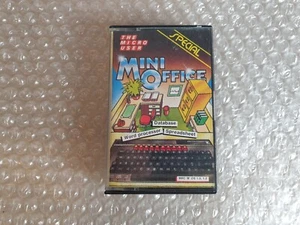 THE
MICRO
USER
SPECIAL
MINI
OFFICE
Database
Word processor Spreadsheet